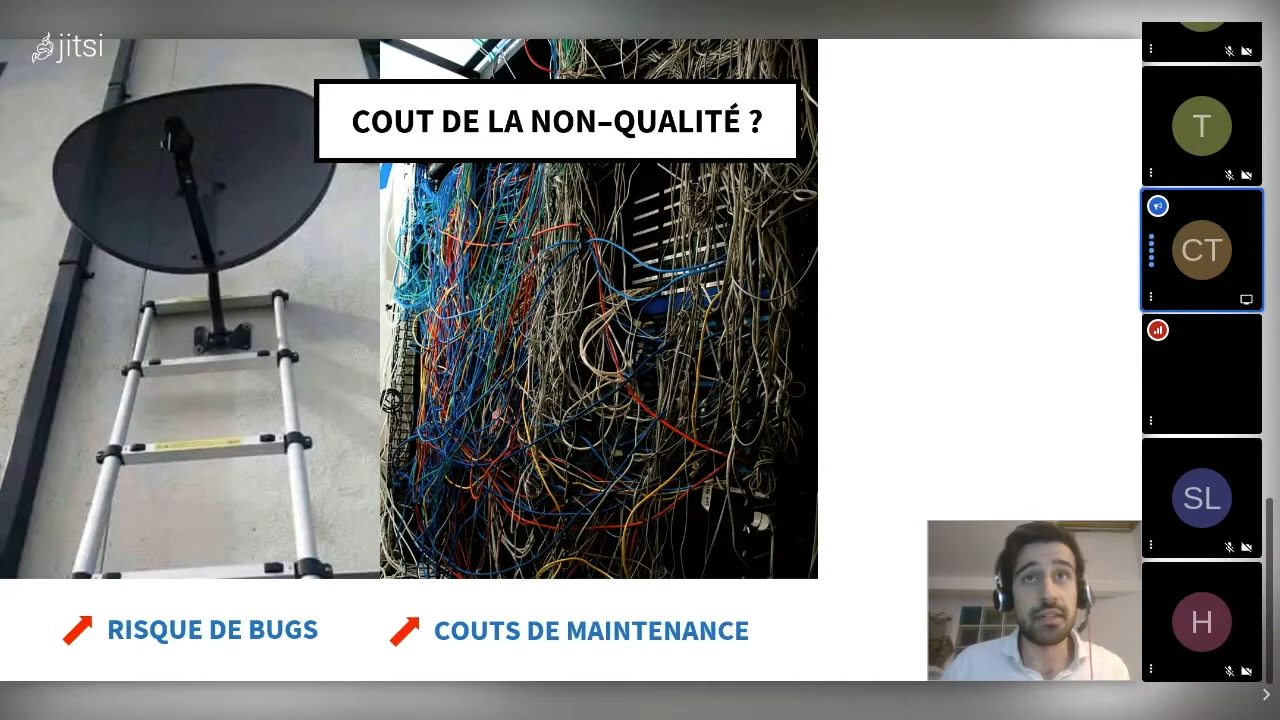 jitsi
COUT DE LA NON-QUALITÉ ?
RISQUE DE BUGS
COUTS DE MAINTENANCE
T
CT
SL
H